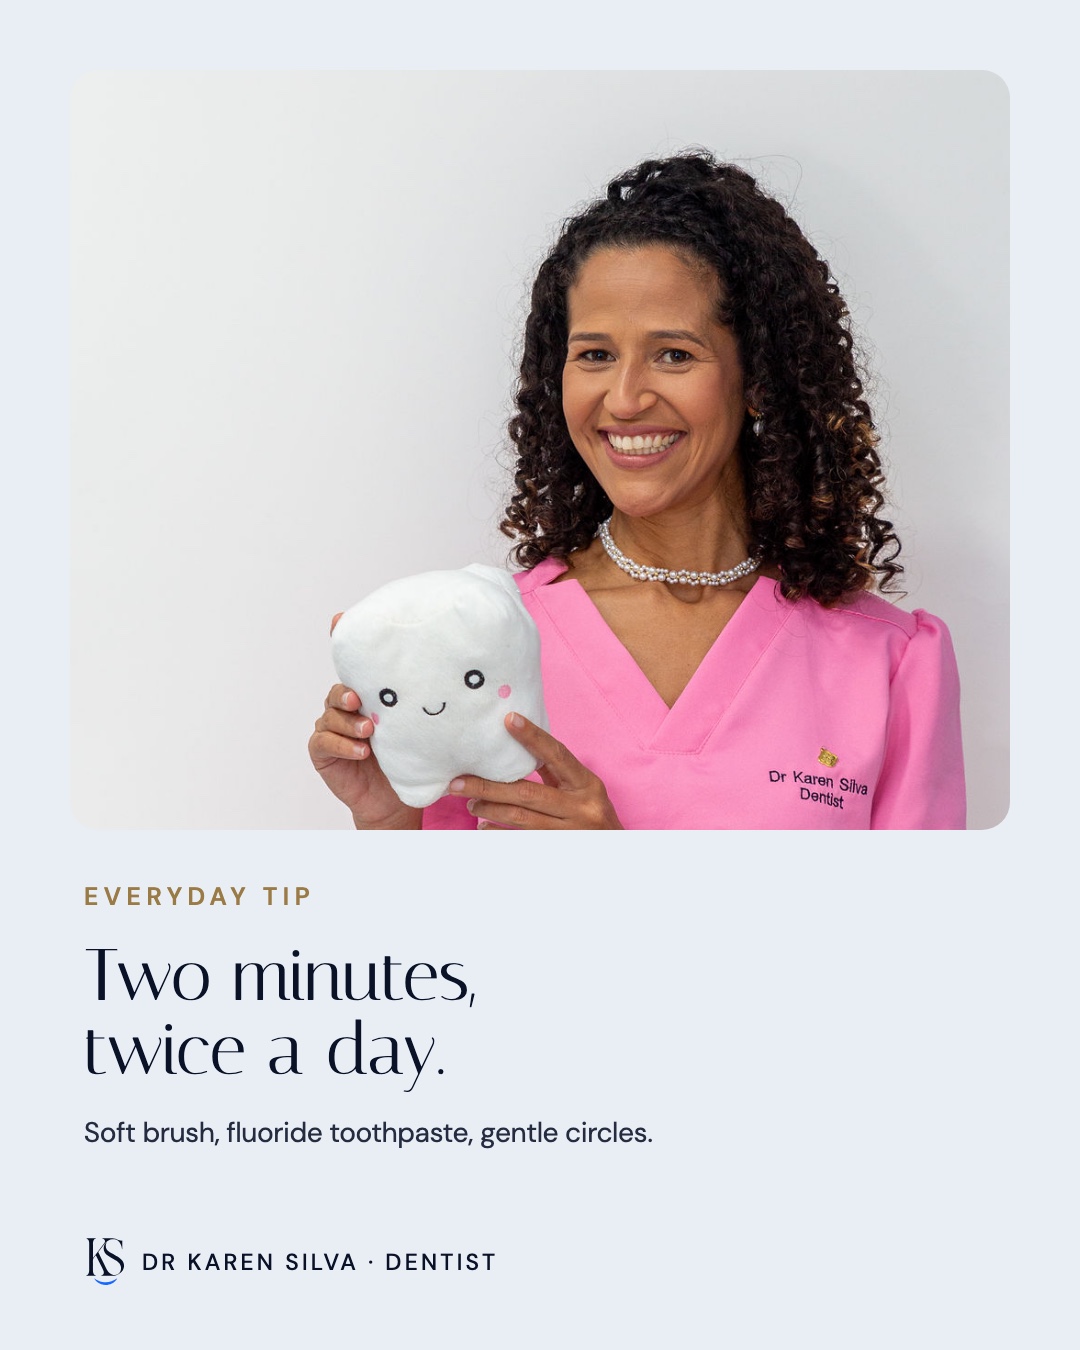 Dr Karen Silva
Dentist
EVERYDAY TIP
Two minutes,
twice a day.
Soft brush, fluoride toothpaste, gentle circles.
KS DR KAREN SILVA · DENTIST